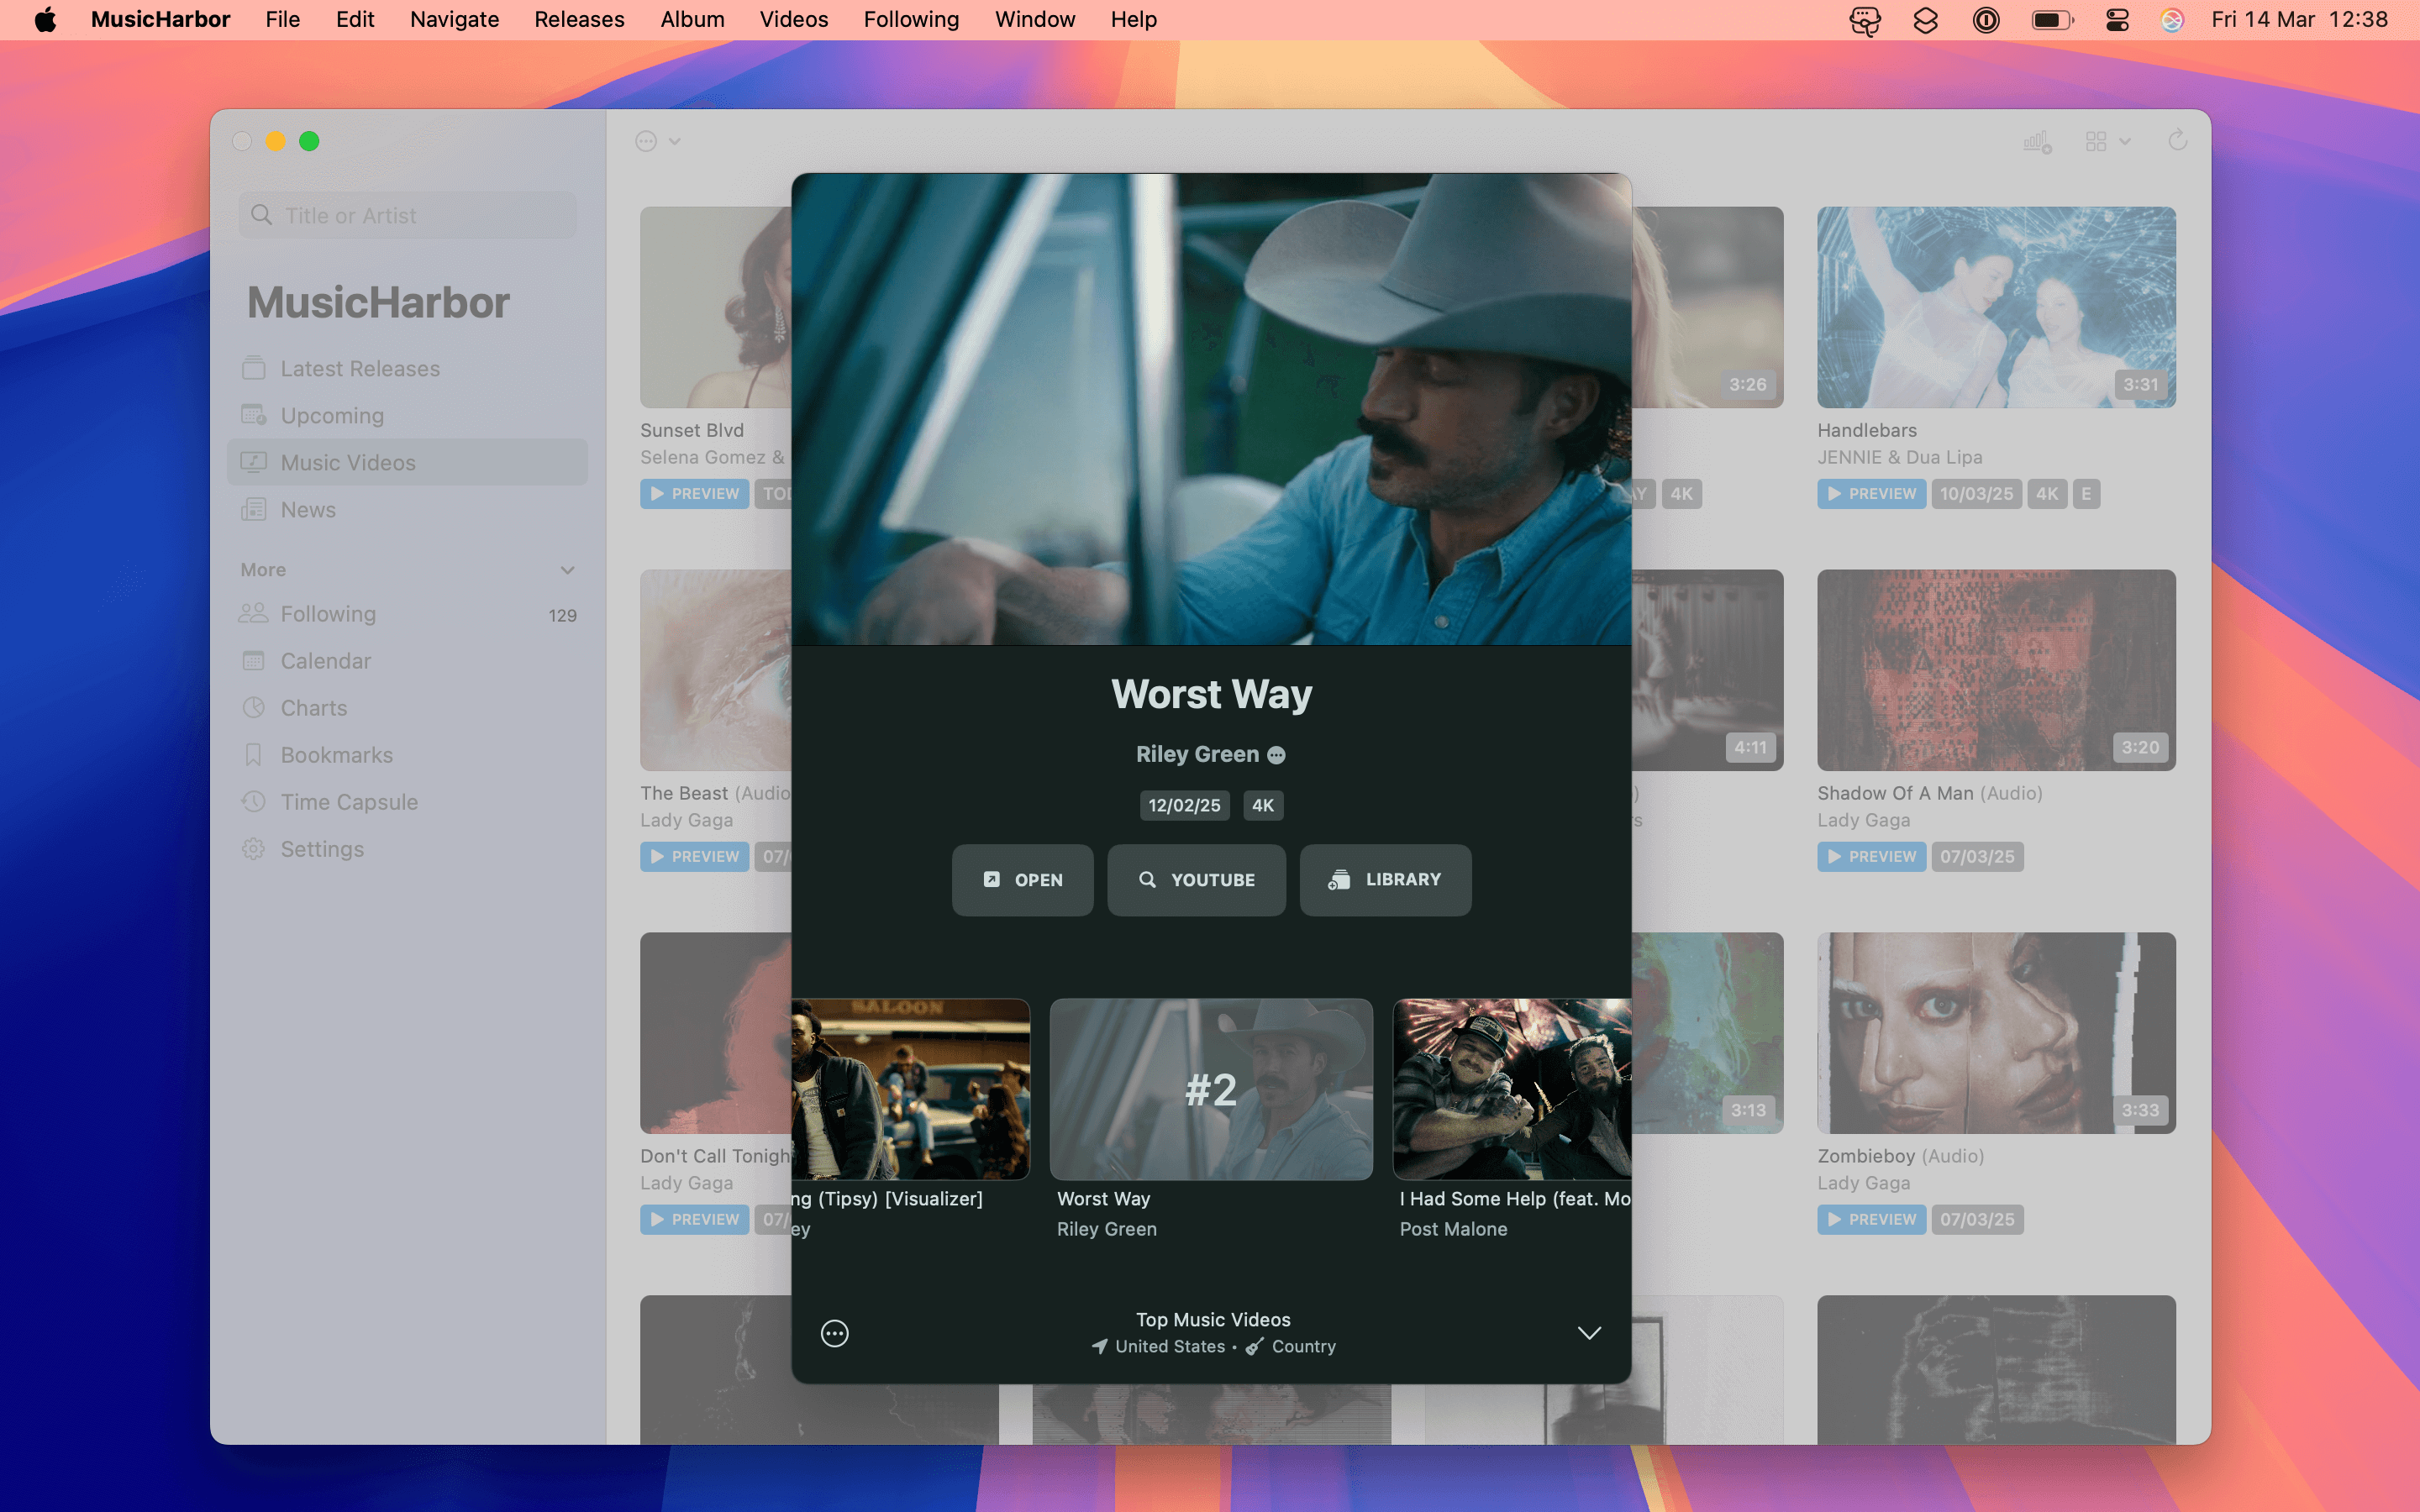 MusicHarbor File Edit Navigate Releases Album Videos Following Window Help Fri 14 Mar 12:38
Title or Artist
MusicHarbor
Latest Releases
Upcoming
Music Videos
News
More
Following 129
Calendar
Charts
Bookmarks
Time Capsule
Settings
Sunset Blvd
Selena Gomez &
PREVIEW
3:26
4K
3:31
Handlebars
JENNIE & Dua Lipa
PREVIEW 10/03/25 4K E
The Beast (Audio
Lady Gaga
PREVIEW 07/
4:11
3:20
Shadow Of A Man (Audio)
Lady Gaga
PREVIEW 07/03/25
Don't Call Tonigh
Lady Gaga
PREVIEW 07/
3:13
3:33
Zombieboy (Audio)
Lady Gaga
PREVIEW 07/03/25
Worst Way
Riley Green
12/02/25 4K
OPEN YOUTUBE LIBRARY
SALOON
#2
ng (Tipsy) [Visualizer]
ey
Worst Way
Riley Green
I Had Some Help (feat. Mo
Post Malone
Top Music Videos
United States • Country